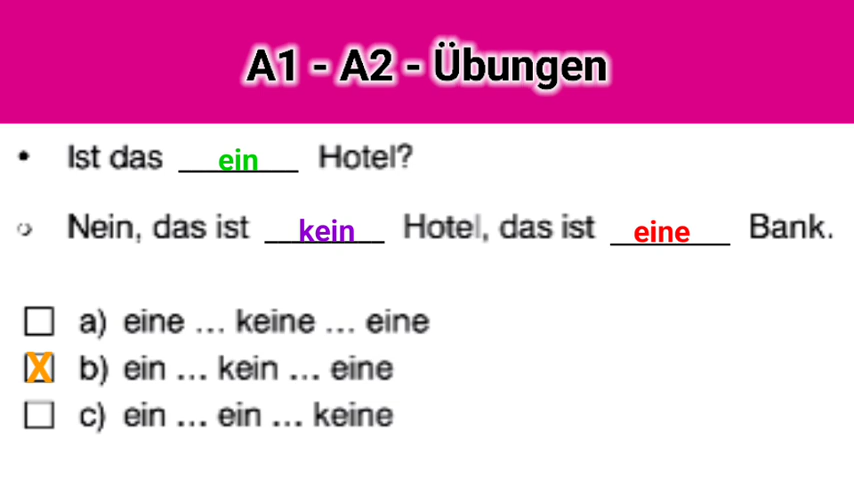 A1 - A2 - Übungen
• Ist das ein Hotel?
○ Nein, das ist kein Hotel, das ist eine Bank.
☐ a) eine ... keine ... eine
☒ b) ein ... kein ... eine
☐ c) ein ... ein ... keine